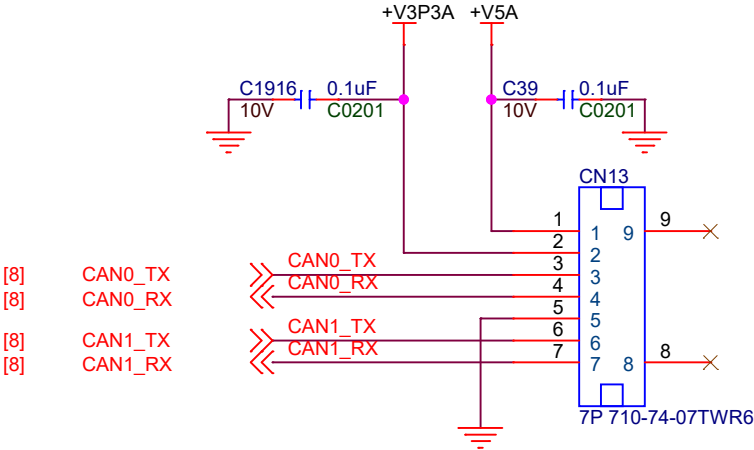 +V3P3A +V5A
C1916 0.1uF C39 0.1uF
10V C0201 10V C0201
CN13
1 1 9 9
2 2
[8] CAN0_TX CAN0_TX 3 3
[8] CAN0_RX CAN0_RX 4 4
5 5
[8] CAN1_TX CAN1_TX 6 6
[8] CAN1_RX CAN1_RX 7 7 8 8
7P 710-74-07TWR6